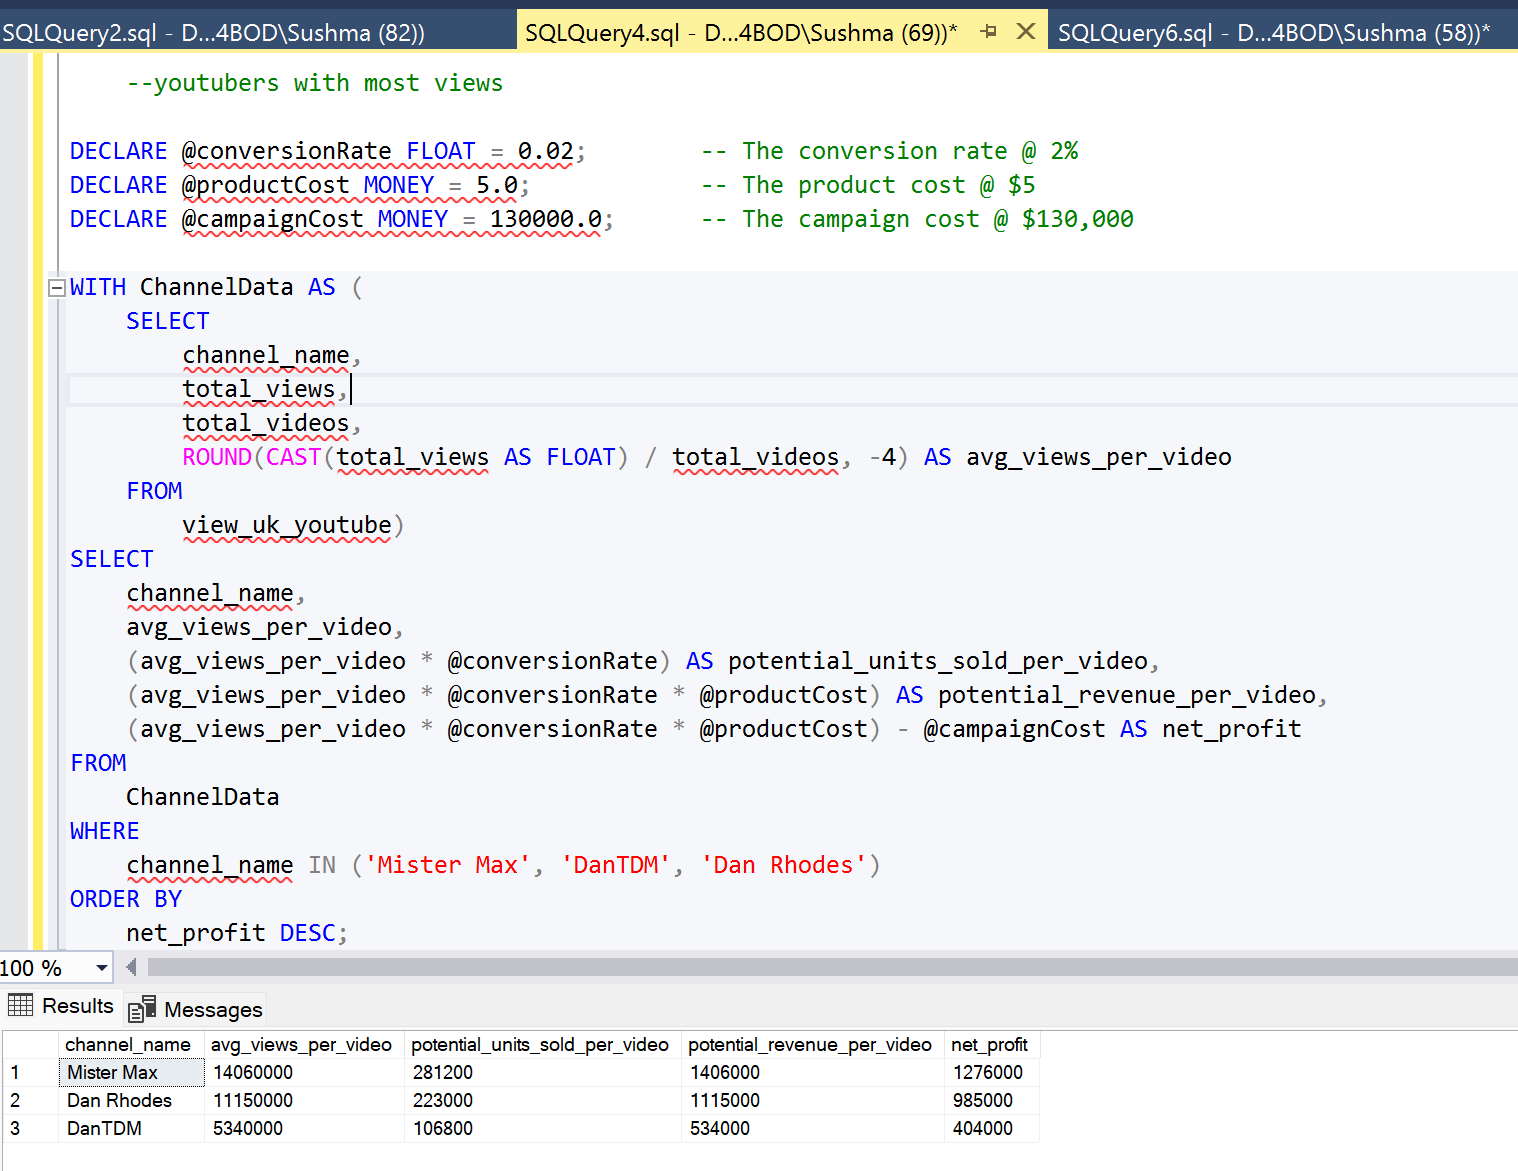 SQLQuery2.sql - D...4BOD\Sushma (82))
SQLQuery4.sql - D...4BOD\Sushma (69))*
SQLQuery6.sql - D...4BOD\Sushma (58))*
--youtubers with most views
DECLARE @conversionRate FLOAT = 0.02; -- The conversion rate @ 2%
DECLARE @productCost MONEY = 5.0; -- The product cost @ $5
DECLARE @campaignCost MONEY = 130000.0; -- The campaign cost @ $130,000
WITH ChannelData AS (
SELECT
channel_name,
total_views,
total_videos,
ROUND(CAST(total_views AS FLOAT) / total_videos, -4) AS avg_views_per_video
FROM
view_uk_youtube)
SELECT
channel_name,
avg_views_per_video,
(avg_views_per_video * @conversionRate) AS potential_units_sold_per_video,
(avg_views_per_video * @conversionRate * @productCost) AS potential_revenue_per_video,
(avg_views_per_video * @conversionRate * @productCost) - @campaignCost AS net_profit
FROM
ChannelData
WHERE
channel_name IN ('Mister Max', 'DanTDM', 'Dan Rhodes')
ORDER BY
net_profit DESC;
100 %
Results Messages
channel_name avg_views_per_video potential_units_sold_per_video potential_revenue_per_video net_profit
1 Mister Max 14060000 281200 1406000 1276000
2 Dan Rhodes 11150000 223000 1115000 985000
3 DanTDM 5340000 106800 534000 404000